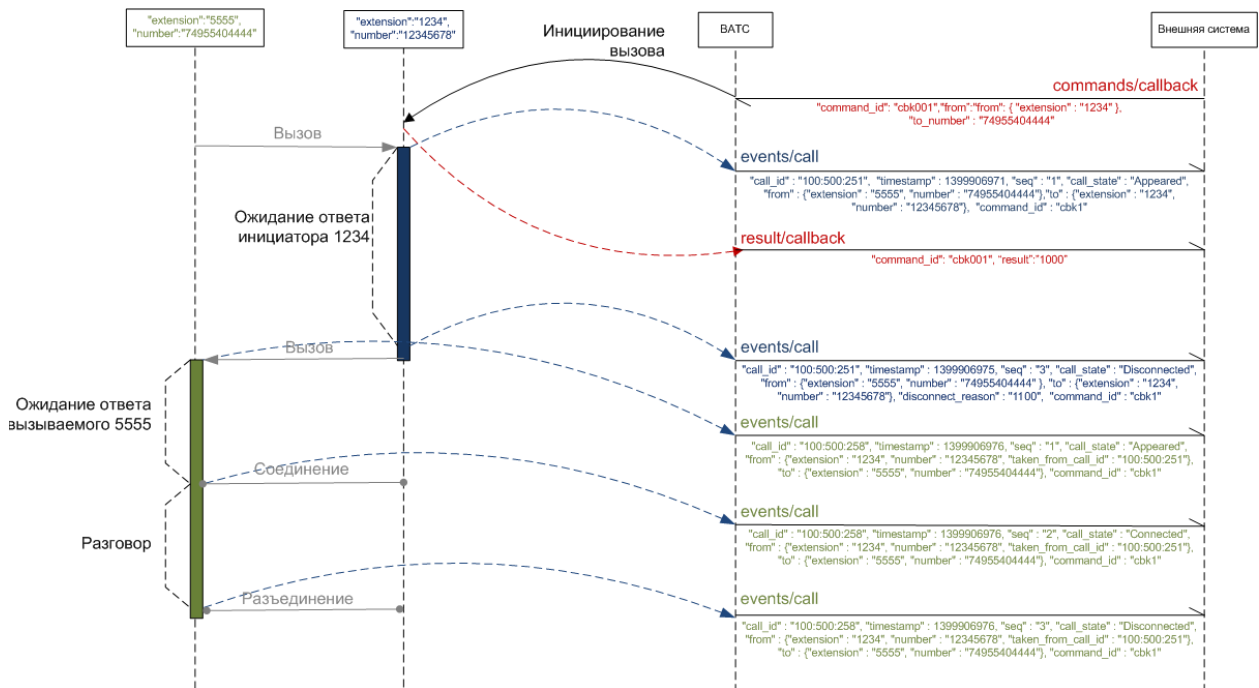 "extension":"5555",
"number":"74955404444"
"extension":"1234",
"number":"12345678"
ВАТС
Внешняя система
Инициирование
вызова
commands/callback
"command_id": "cbk001","from":"from": { "extension" : "1234" },
"to_number" : "74955404444"
Вызов
events/call
"call_id" : "100:500:251", "timestamp" : 1399906971, "seq" : "1", "call_state" : "Appeared",
"from" : {"extension" : "5555", "number" : "74955404444"},"to" : {"extension" : "1234",
"number" : "12345678"}, "command_id" : "cbk1"
Ожидание ответа
инициатора 1234
result/callback
"command_id": "cbk001", "result":"1000"
Вызов
events/call
"call_id" : "100:500:251", "timestamp" : 1399906975, "seq" : "3", "call_state" : "Disconnected",
"from" : {"extension" : "5555", "number" : "74955404444" }, "to" : {"extension" : "1234",
"number" : "12345678"}, "disconnect_reason" : "1100", "command_id" : "cbk1"
Ожидание ответа
вызываемого 5555
events/call
"call_id" : "100:500:258", "timestamp" : 1399906976, "seq" : "1", "call_state" : "Appeared",
"from" : {"extension" : "1234", "number" : "12345678", "taken_from_call_id" : "100:500:251"},
"to" : {"extension" : "5555", "number" : "74955404444"}, "command_id" : "cbk1"
Соединение
events/call
"call_id" : "100:500:258", "timestamp" : 1399906976, "seq" : "2", "call_state" : "Connected",
"from" : {"extension" : "1234", "number" : "12345678", "taken_from_call_id" : "100:500:251"},
"to" : {"extension" : "5555", "number" : "74955404444"}, "command_id" : "cbk1"
Разговор
Разъединение
events/call
"call_id" : "100:500:258", "timestamp" : 1399906976, "seq" : "3", "call_state" : "Disconnected",
"from" : {"extension" : "1234", "number" : "12345678", "taken_from_call_id" : "100:500:251"},
"to" : {"extension" : "5555", "number" : "74955404444"}, "command_id" : "cbk1"